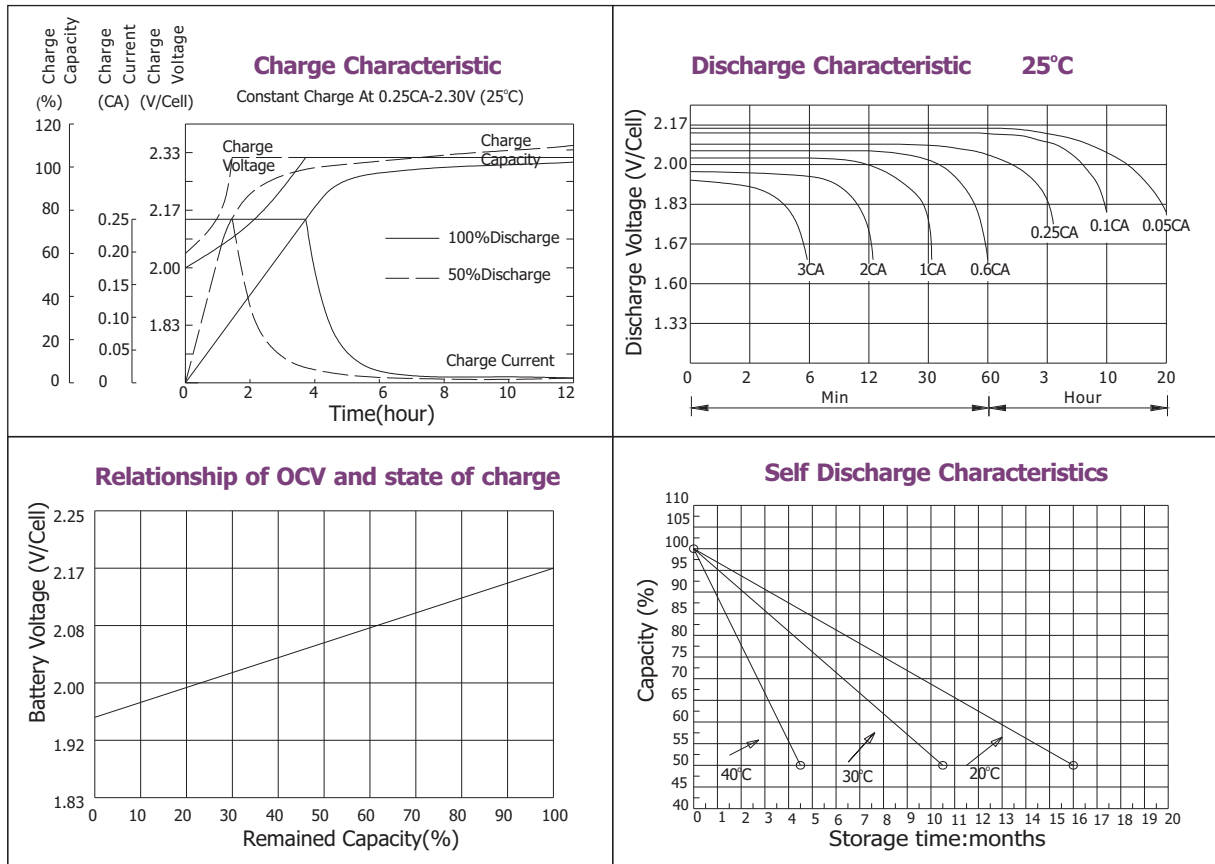 Charge Capacity
Charge Current
Charge Voltage
(%)
(CA)
(V/Cell)
Charge Characteristic
Constant Charge At 0.25CA-2.30V (25°C)
120
100
80
60
40
20
0
0.25
0.20
0.15
0.10
0.05
0
2.33
2.17
2.00
1.83
Charge
Voltage
Charge
Capacity
100%Discharge
50%Discharge
Charge Current
0 2 4 6 8 10 12
Time(hour)
Discharge Characteristic 25°C
Discharge Voltage (V/Cell)
2.17
2.00
1.83
1.67
1.60
1.33
3CA 2CA 1CA 0.6CA 0.25CA 0.1CA 0.05CA
0 2 6 12 30 60 3 10 20
Min Hour
Relationship of OCV and state of charge
Battery Voltage (V/Cell)
2.25
2.17
2.08
2.00
1.92
1.83
0 10 20 30 40 50 60 70 80 90 100
Remained Capacity(%)
Self Discharge Characteristics
Capacity (%)
110
105
100
95
90
85
80
75
70
65
60
55
50
45
40
40°C 30°C 20°C
0 1 2 3 4 5 6 7 8 9 10 11 12 13 14 15 16 17 18 19 20
Storage time:months